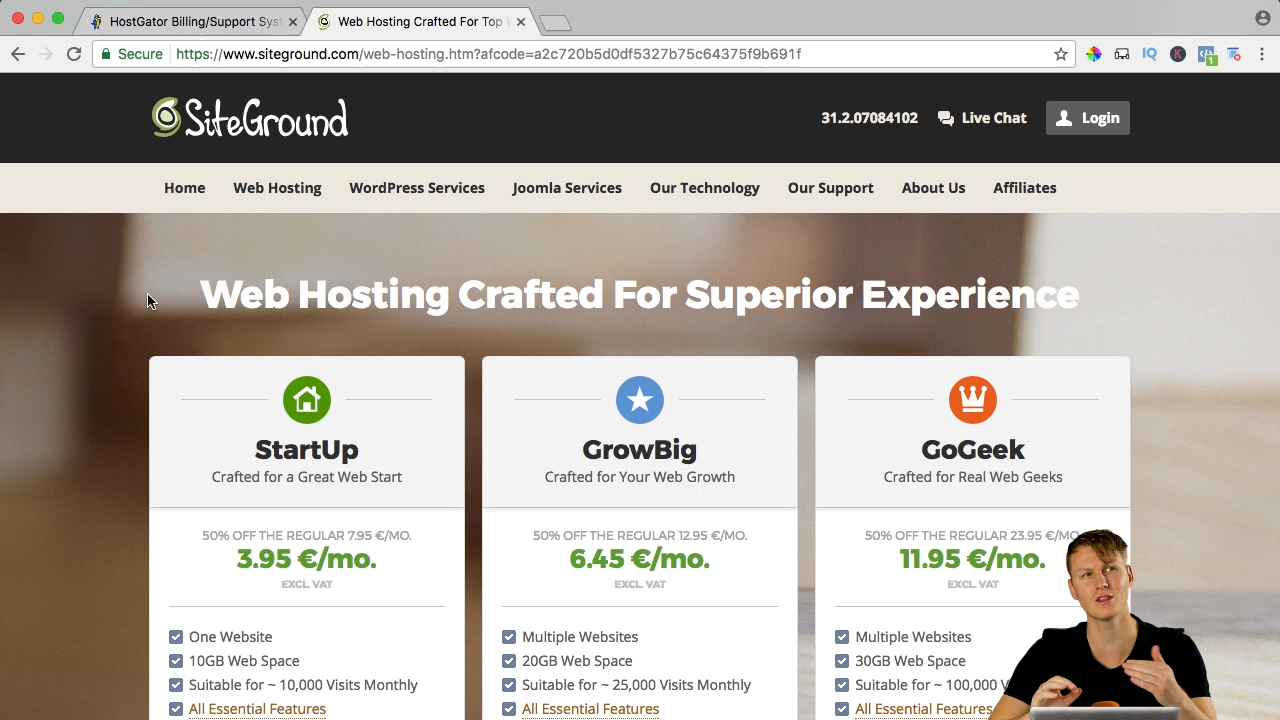 HostGator Billing/Support Syst
Web Hosting Crafted For Top W
Secure
https://www.siteground.com/web-hosting.htm?afcode=a2c720b5d0df5327b75c64375f9b691f
1
SiteGround
31.2.07084102
Live Chat
Login
Home
Web Hosting
WordPress Services
Joomla Services
Our Technology
Our Support
About Us
Affiliates
Web Hosting Crafted For Superior Experience
StartUp
Crafted for a Great Web Start
50% OFF THE REGULAR 7.95 €/MO.
3.95 €/mo.
EXCL. VAT
One Website
10GB Web Space
Suitable for ~ 10,000 Visits Monthly
All Essential Features
GrowBig
Crafted for Your Web Growth
50% OFF THE REGULAR 12.95 €/MO.
6.45 €/mo.
EXCL. VAT
Multiple Websites
20GB Web Space
Suitable for ~ 25,000 Visits Monthly
All Essential Features
GoGeek
Crafted for Real Web Geeks
50% OFF THE REGULAR 23.95 €/MO
11.95 €/mo.
EXCL. VAT
Multiple Websites
30GB Web Space
Suitable for ~ 100,000 V
All Essential Features